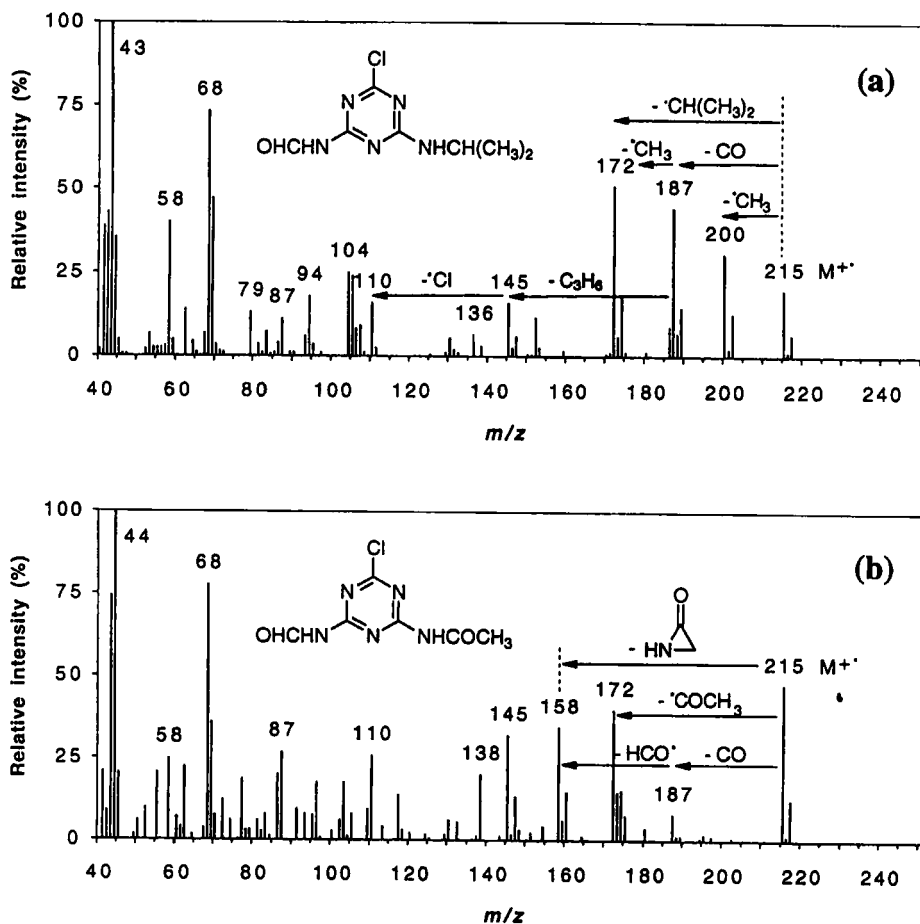 (a)
Relative intensity (%)
100
75
50
25
0
43
68
58
79
87
94
104
110
136
145
172
187
200
215 M+·
Cl
N N
OHCHN N NHCH(CH3)2
- ·CH(CH3)2
- ·CH3
- CO
- ·CH3
- ·Cl
- C3H6
40 60 80 100 120 140 160 180 200 220 240
m/z
(b)
Relative Intensity (%)
100
75
50
25
0
44
68
58
87
110
138
145
158
172
187
215 M+·
Cl
N N
OHCHN N NHCOCH3
O
- HN
- ·COCH3
- HCO·
- CO
40 60 80 100 120 140 160 180 200 220 240
m/z